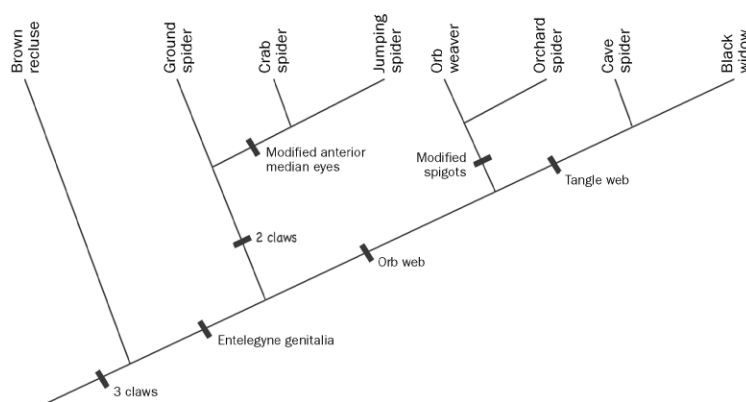 Brown
recluse
Ground
spider
Crab
spider
Jumping
spider
Orb
weaver
Orchard
spider
Cave
spider
Black
widow
Modified anterior
median eyes
Modified
spigots
Tangle web
2 claws
Orb web
Entelegyne genitalia
3 claws